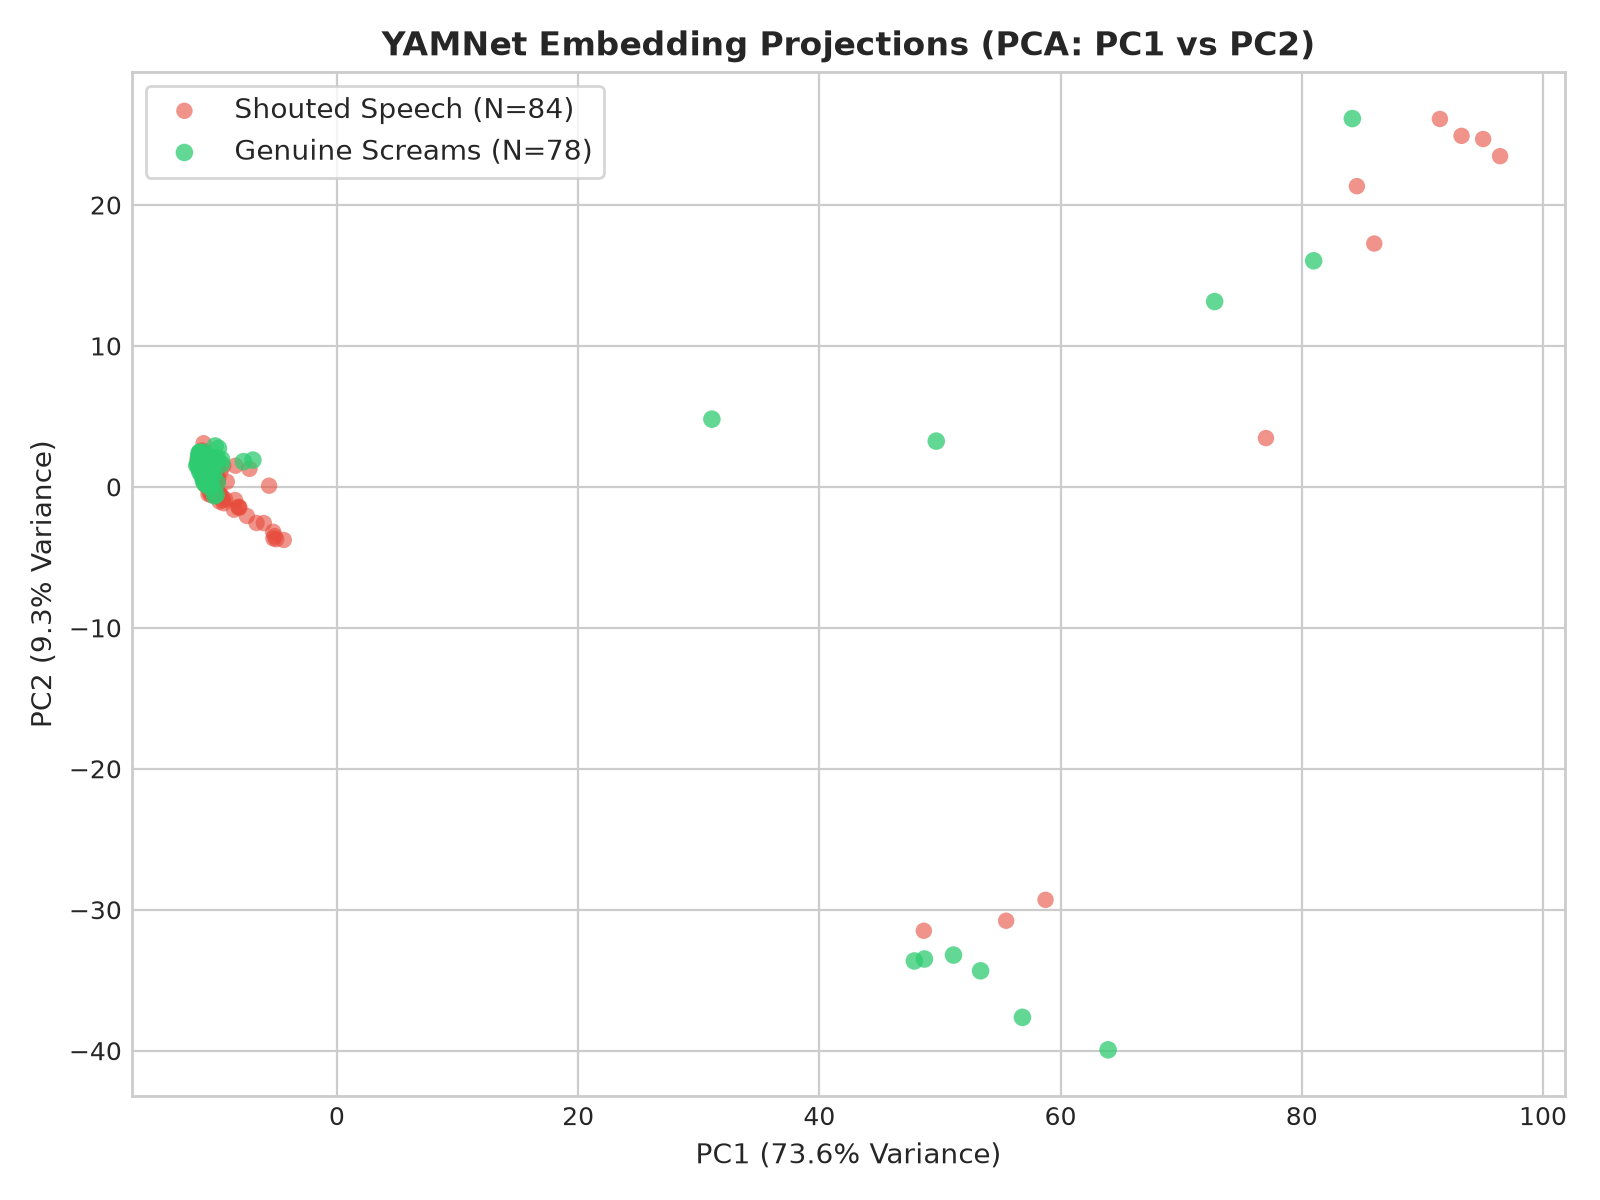 YAMNet Embedding Projections (PCA: PC1 vs PC2)
Shouted Speech (N=84)
Genuine Screams (N=78)
PC2 (9.3% Variance)
20
10
0
−10
−20
−30
−40
0
20
40
60
80
100
PC1 (73.6% Variance)